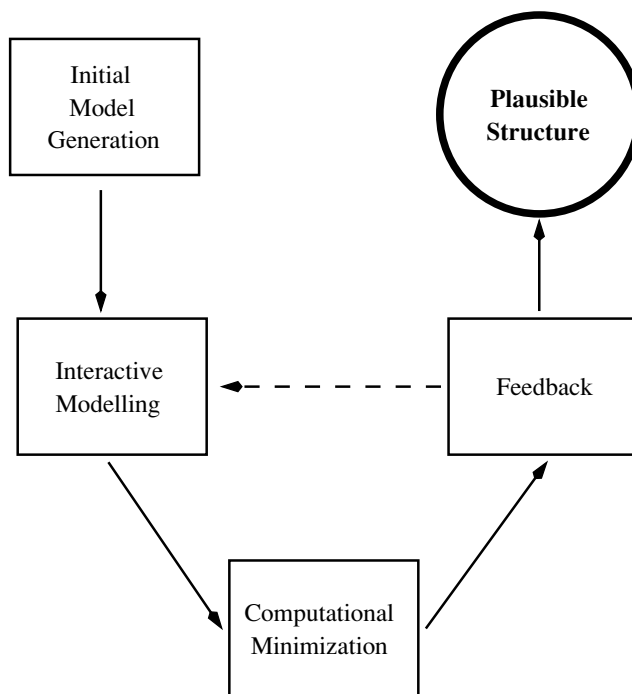 Initial
Model
Generation
Plausible
Structure
Interactive
Modelling
Feedback
Computational
Minimization